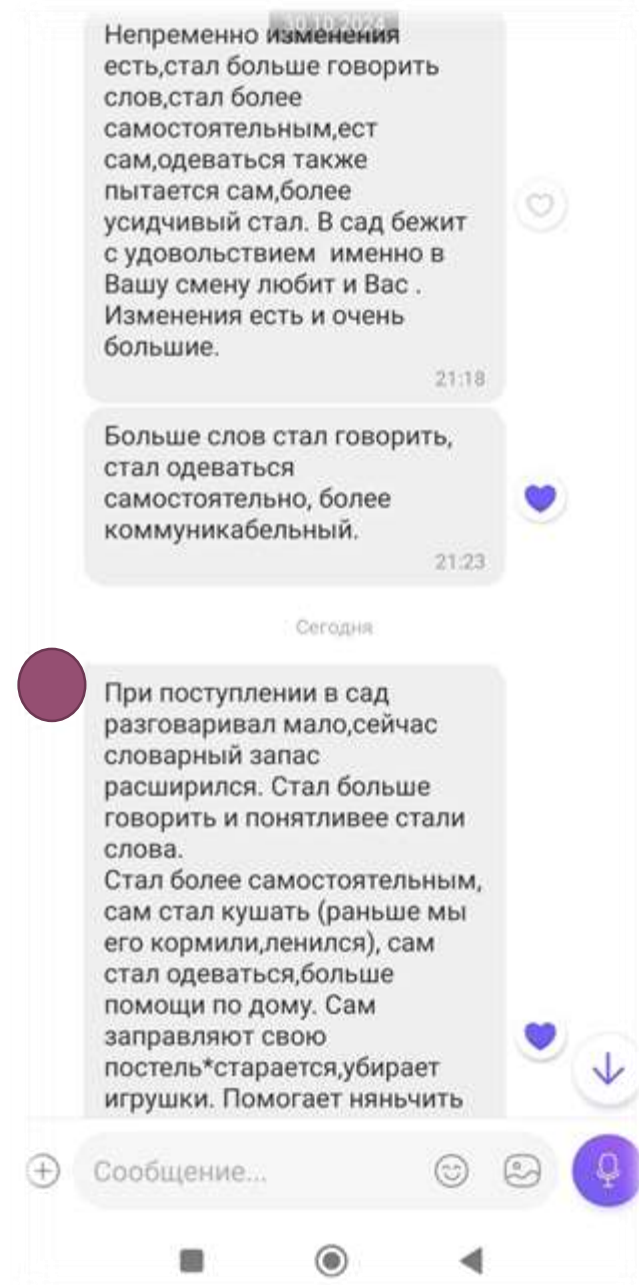 30.10.2024
Непременно изменения
есть,стал больше говорить
слов,стал более
самостоятельным,ест
сам,одеваться также
пытается сам,более
усидчивый стал. В сад бежит
с удовольствием именно в
Вашу смену любит и Вас .
Изменения есть и очень
большие.
21:18
Больше слов стал говорить,
стал одеваться
самостоятельно, более
коммуникабельный.
21:23
Сегодня
При поступлении в сад
разговаривал мало,сейчас
словарный запас
расширился. Стал больше
говорить и понятливее стали
слова.
Стал более самостоятельным,
сам стал кушать (раньше мы
его кормили,ленился), сам
стал одеваться,больше
помощи по дому. Сам
заправляют свою
постель*старается,убирает
игрушки. Помогает няньчить
Сообщение...